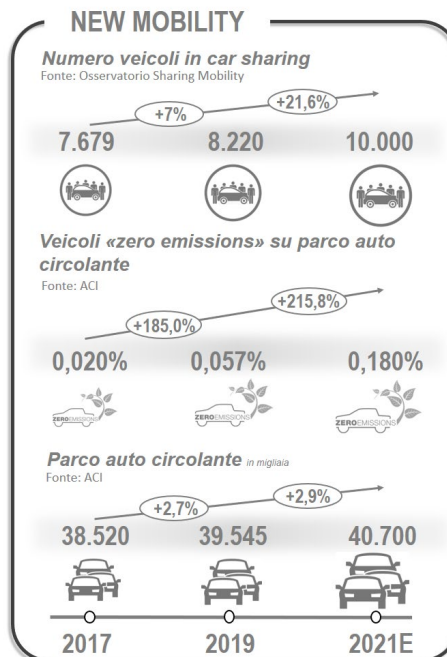 NEW MOBILITY
Numero veicoli in car sharing
Fonte: Osservatorio Sharing Mobility
+7%
+21,6%
7.679 8.220 10.000
Veicoli «zero emissions» su parco auto
circolante
Fonte: ACI
+185,0%
+215,8%
0,020% 0,057% 0,180%
ZEROEMISSIONS ZEROEMISSIONS ZEROEMISSIONS
Parco auto circolante in migliaia
Fonte: ACI
+2,7%
+2,9%
38.520 39.545 40.700
2017 2019 2021E